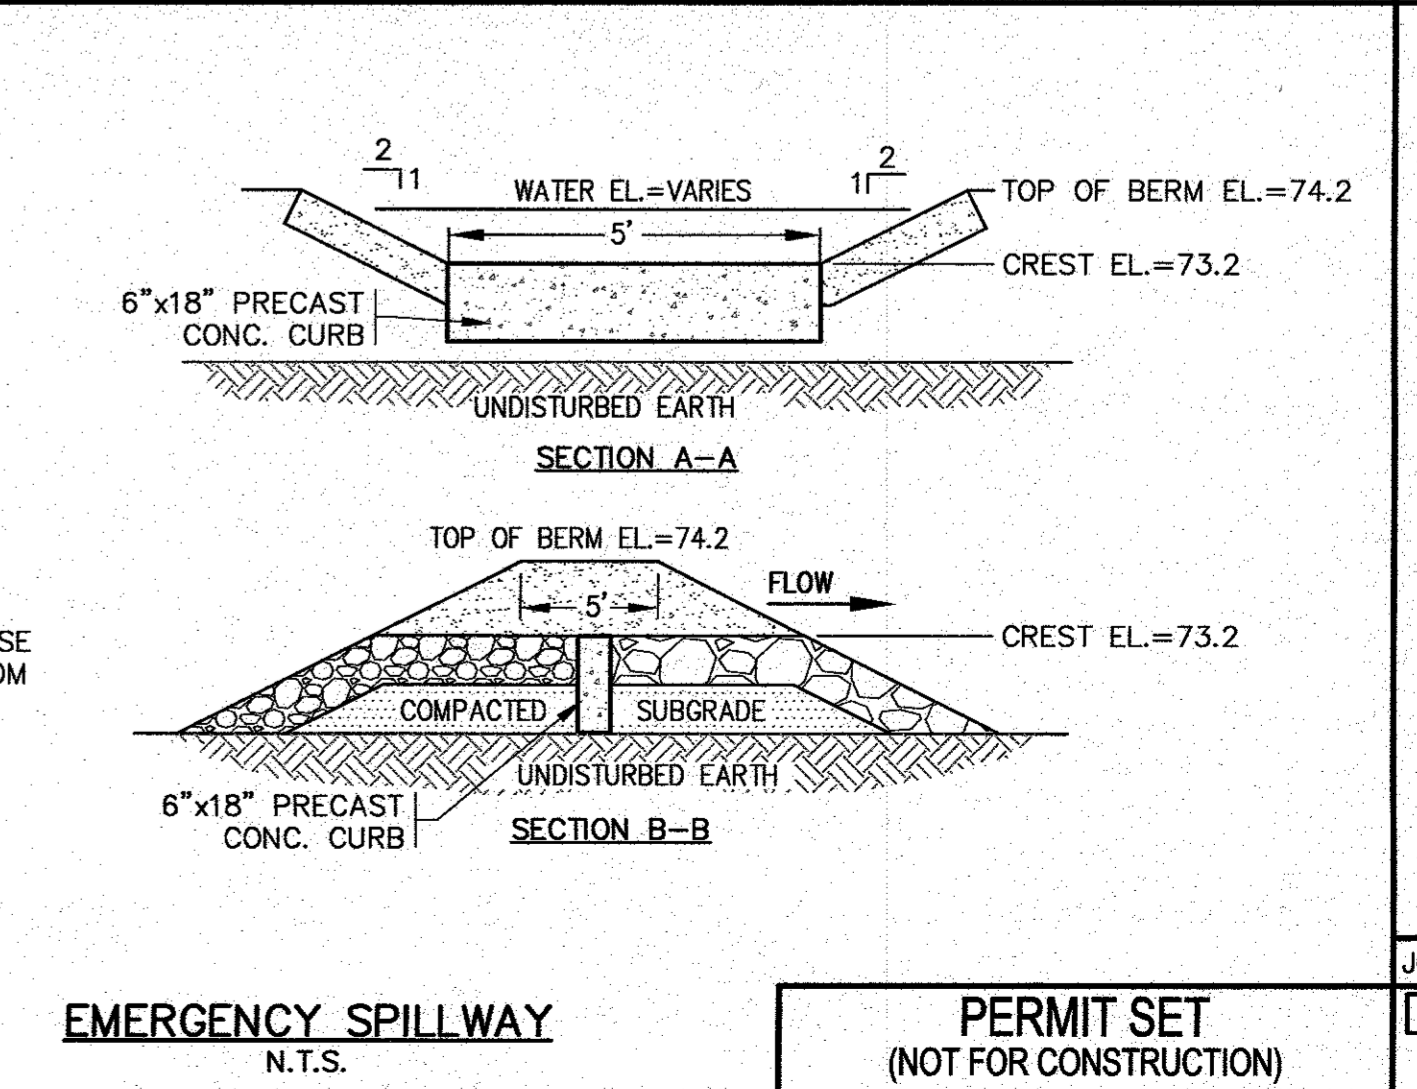 2
1
WATER EL.=VARIES
1
2
TOP OF BERM EL.=74.2
5'
CREST EL.=73.2
6"x18" PRECAST
CONC. CURB
UNDISTURBED EARTH
SECTION A-A
TOP OF BERM EL.=74.2
FLOW
5'
SE
CREST EL.=73.2
OM
COMPACTED
SUBGRADE
UNDISTURBED EARTH
6"x18" PRECAST
CONC. CURB
SECTION B-B
EMERGENCY SPILLWAY
N.T.S.
PERMIT SET
(NOT FOR CONSTRUCTION)